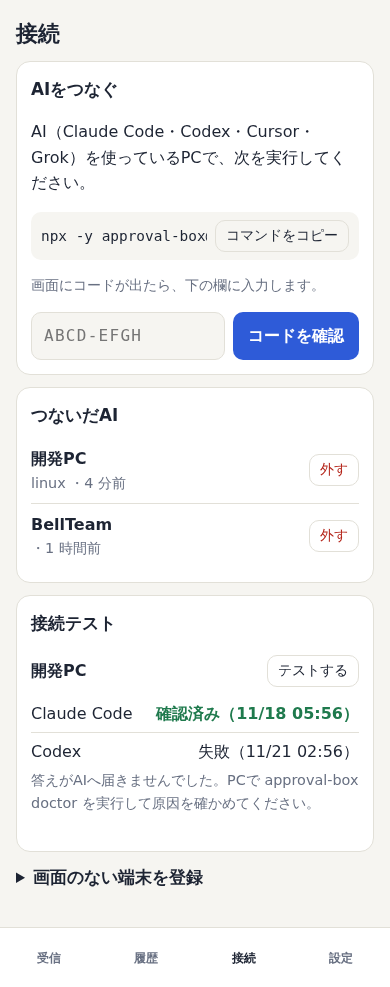 接続
AIをつなぐ
AI（Claude Code・Codex・Cursor・
Grok）を使っているPCで、次を実行してく
ださい。
npx -y approval-box
コマンドをコピー
画面にコードが出たら、下の欄に入力します。
ABCD-EFGH
コードを確認
つないだAI
開発PC
linux ・4 分前
外す
BellTeam
・1 時間前
外す
接続テスト
開発PC
テストする
Claude Code
確認済み（11/18 05:56）
Codex
失敗（11/21 02:56）
答えがAIへ届きませんでした。PCで approval-box
doctor を実行して原因を確かめてください。
▶ 画面のない端末を登録
受信
履歴
接続
設定